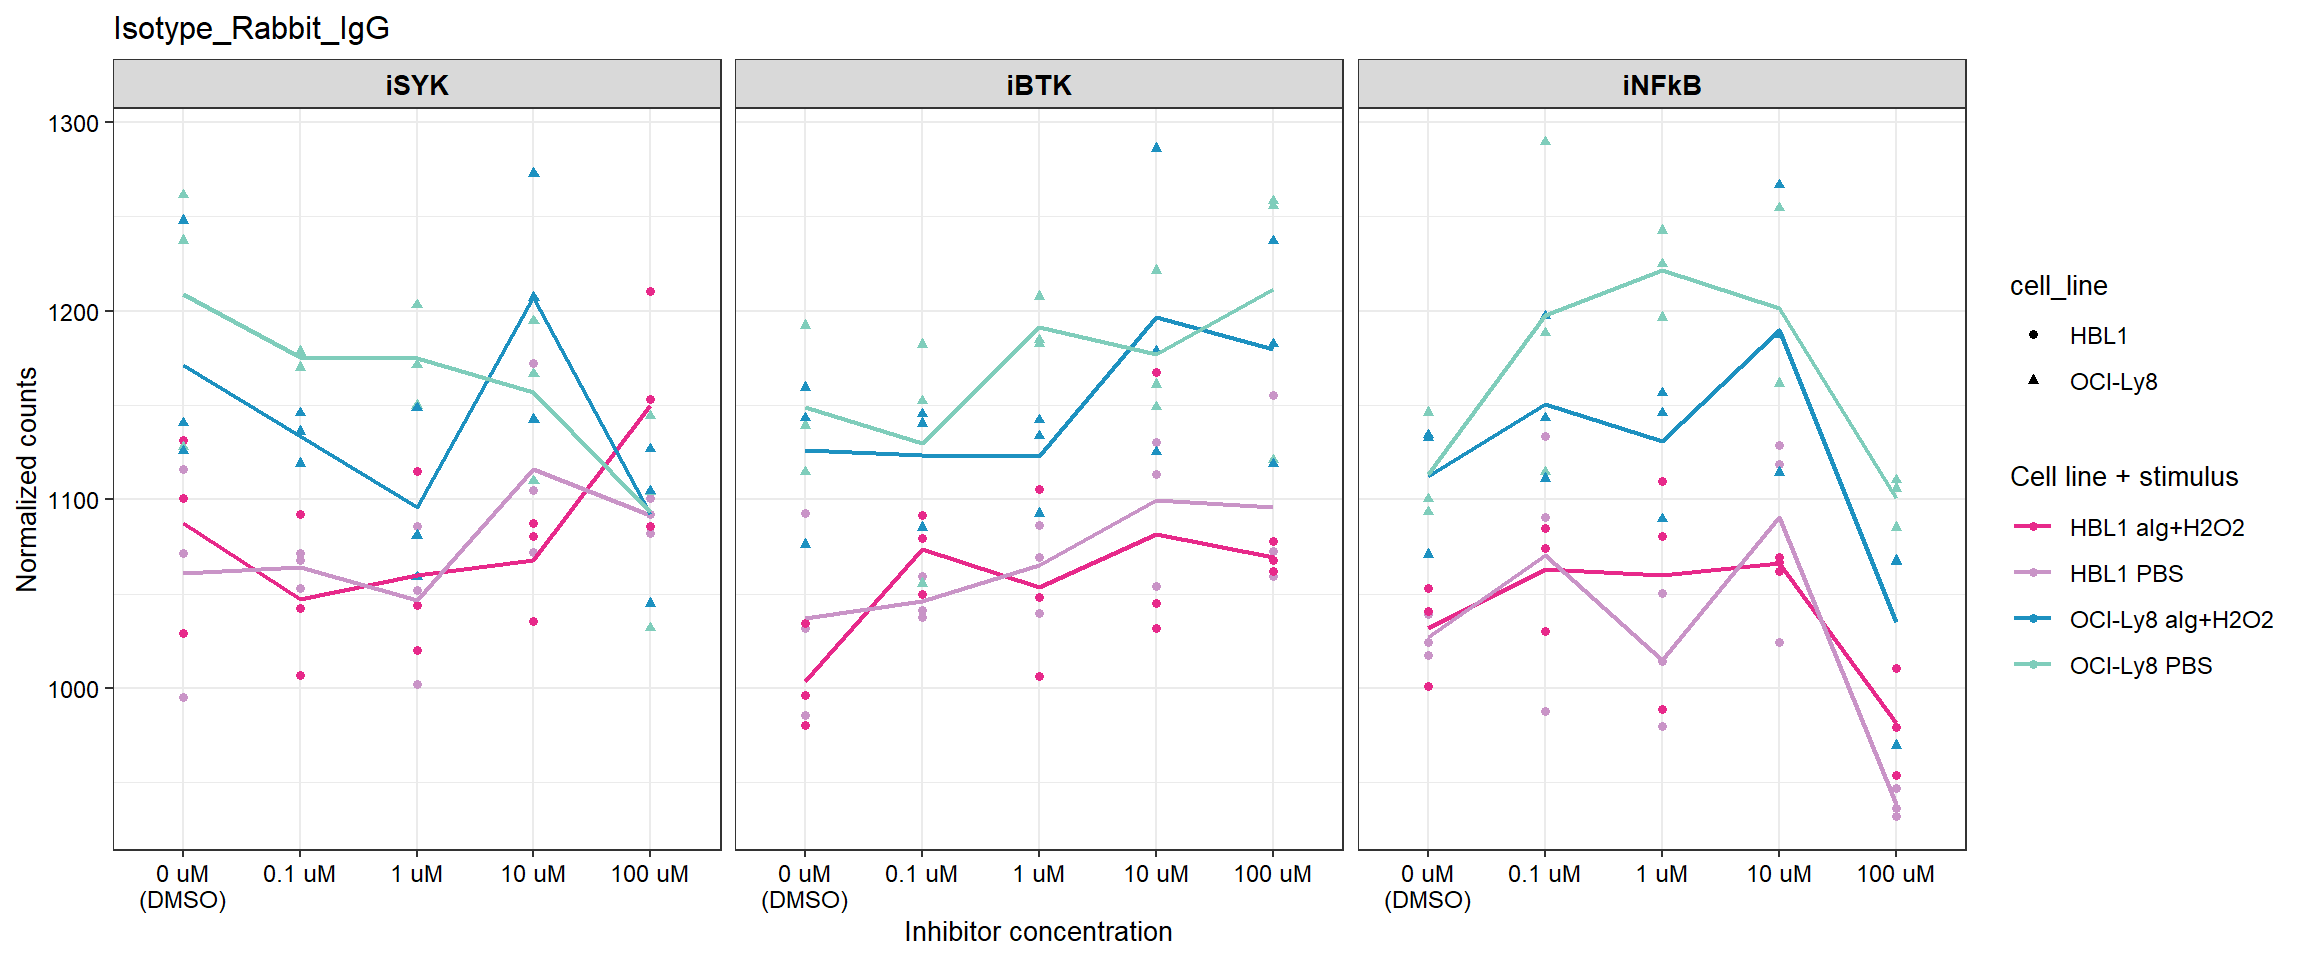 Isotype_Rabbit_IgG
iSYK
iBTK
iNFkB
Normalized counts
1300
1200
1100
1000
0 uM
(DMSO)
0.1 uM
1 uM
10 uM
100 uM
0 uM
(DMSO)
0.1 uM
1 uM
10 uM
100 uM
0 uM
(DMSO)
0.1 uM
1 uM
10 uM
100 uM
Inhibitor concentration
cell_line
HBL1
OCI-Ly8
Cell line + stimulus
HBL1 aIg+H2O2
HBL1 PBS
OCI-Ly8 aIg+H2O2
OCI-Ly8 PBS